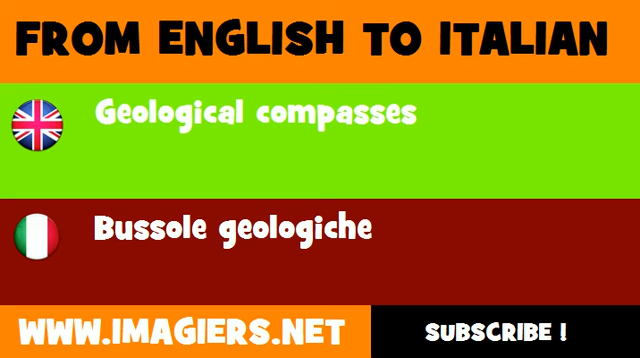 FROM ENGLISH TO ITALIAN
Geological compasses
Bussole geologiche
WWW.IMAGIERS.NET
SUBSCRIBE !